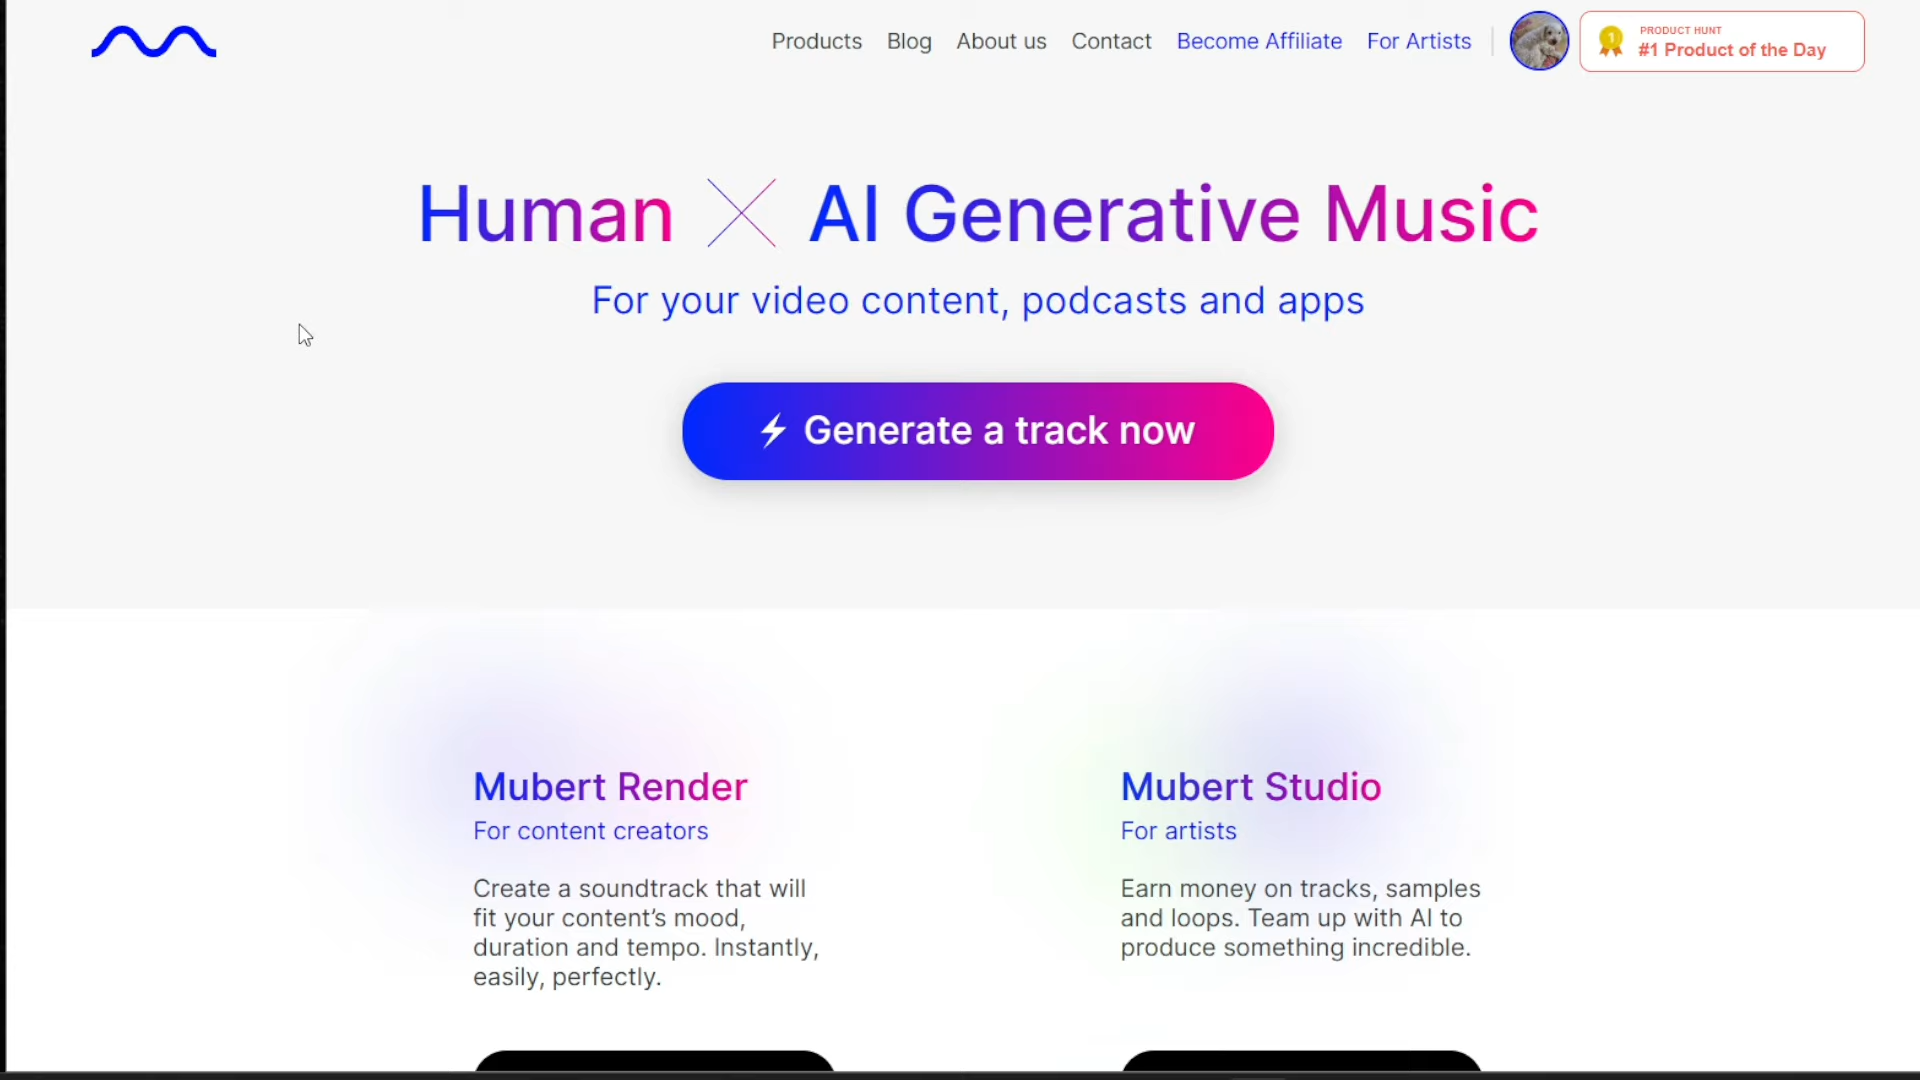 Products Blog About us Contact Become Affiliate For Artists
PRODUCT HUNT
1 #1 Product of the Day
Human X AI Generative Music
For your video content, podcasts and apps
Generate a track now
Mubert Render
For content creators
Create a soundtrack that will
fit your content’s mood,
duration and tempo. Instantly,
easily, perfectly.
Mubert Studio
For artists
Earn money on tracks, samples
and loops. Team up with AI to
produce something incredible.